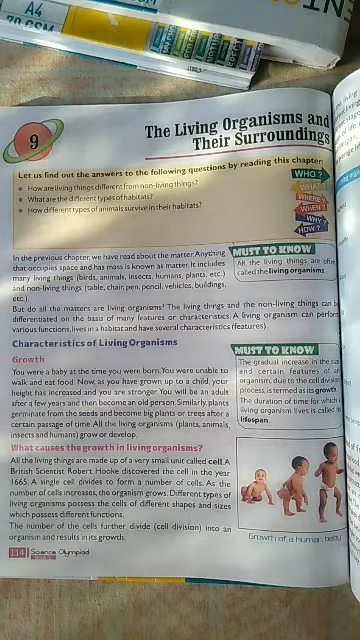 A4
70 GSM
9
The Living Organisms and
Their Surroundings
Let us find out the answers to the following questions by reading this chapter:
• How are living things different from non-living things?
• What are the different types of habitats?
• How different types of animals survive in their habitats?
WHO ?
WHAT ?
WHERE ?
WHEN ?
WHY ?
HOW ?
In the previous chapter, we have read about the matter. Anything
that occupies space and has mass is known as matter. It includes
many living things (birds, animals, insects, humans, plants, etc.)
and non-living things (table, chair, pen, pencil, vehicles, buildings,
etc.)
MUST TO KNOW
All the living things are often
called the living organisms.
But do all the matters are living organisms! The living things and the non-living things can be
differentiated on the basis of many features or characteristics. A living organism can perform
various functions, lives in a habitat and have several characteristics (features).
Characteristics of Living Organisms
Growth
You were a baby at the time you were born. You were unable to
walk and eat food. Now, as you have grown up to a child, your
height has increased and you are stronger. You will be an adult
after a few years and then become an old person. Similarly, plants
germinate from the seeds and become big plants or trees after a
certain passage of time. All the living organisms (plants, animals,
insects and humans) grow or develop.
MUST TO KNOW
The gradual increase in the size
and certain features of an
organism, due to the cell division
process, is termed as its growth.
The duration of time for which a
living organism lives is called its
lifespan.
What causes the growth in living organisms?
All the living things are made up of a very small unit called cell. A
British Scientist Robert Hooke discovered the cell in the year
1665. A single cell divides to form a number of cells. As the
number of cells increases, the organism grows. Different types of
living organisms possess the cells of different shapes and sizes
which possess different functions.
The number of the cells further divide (cell division) into an
organism and results in its growth.
Growth of a human baby
114 Science Olympiad